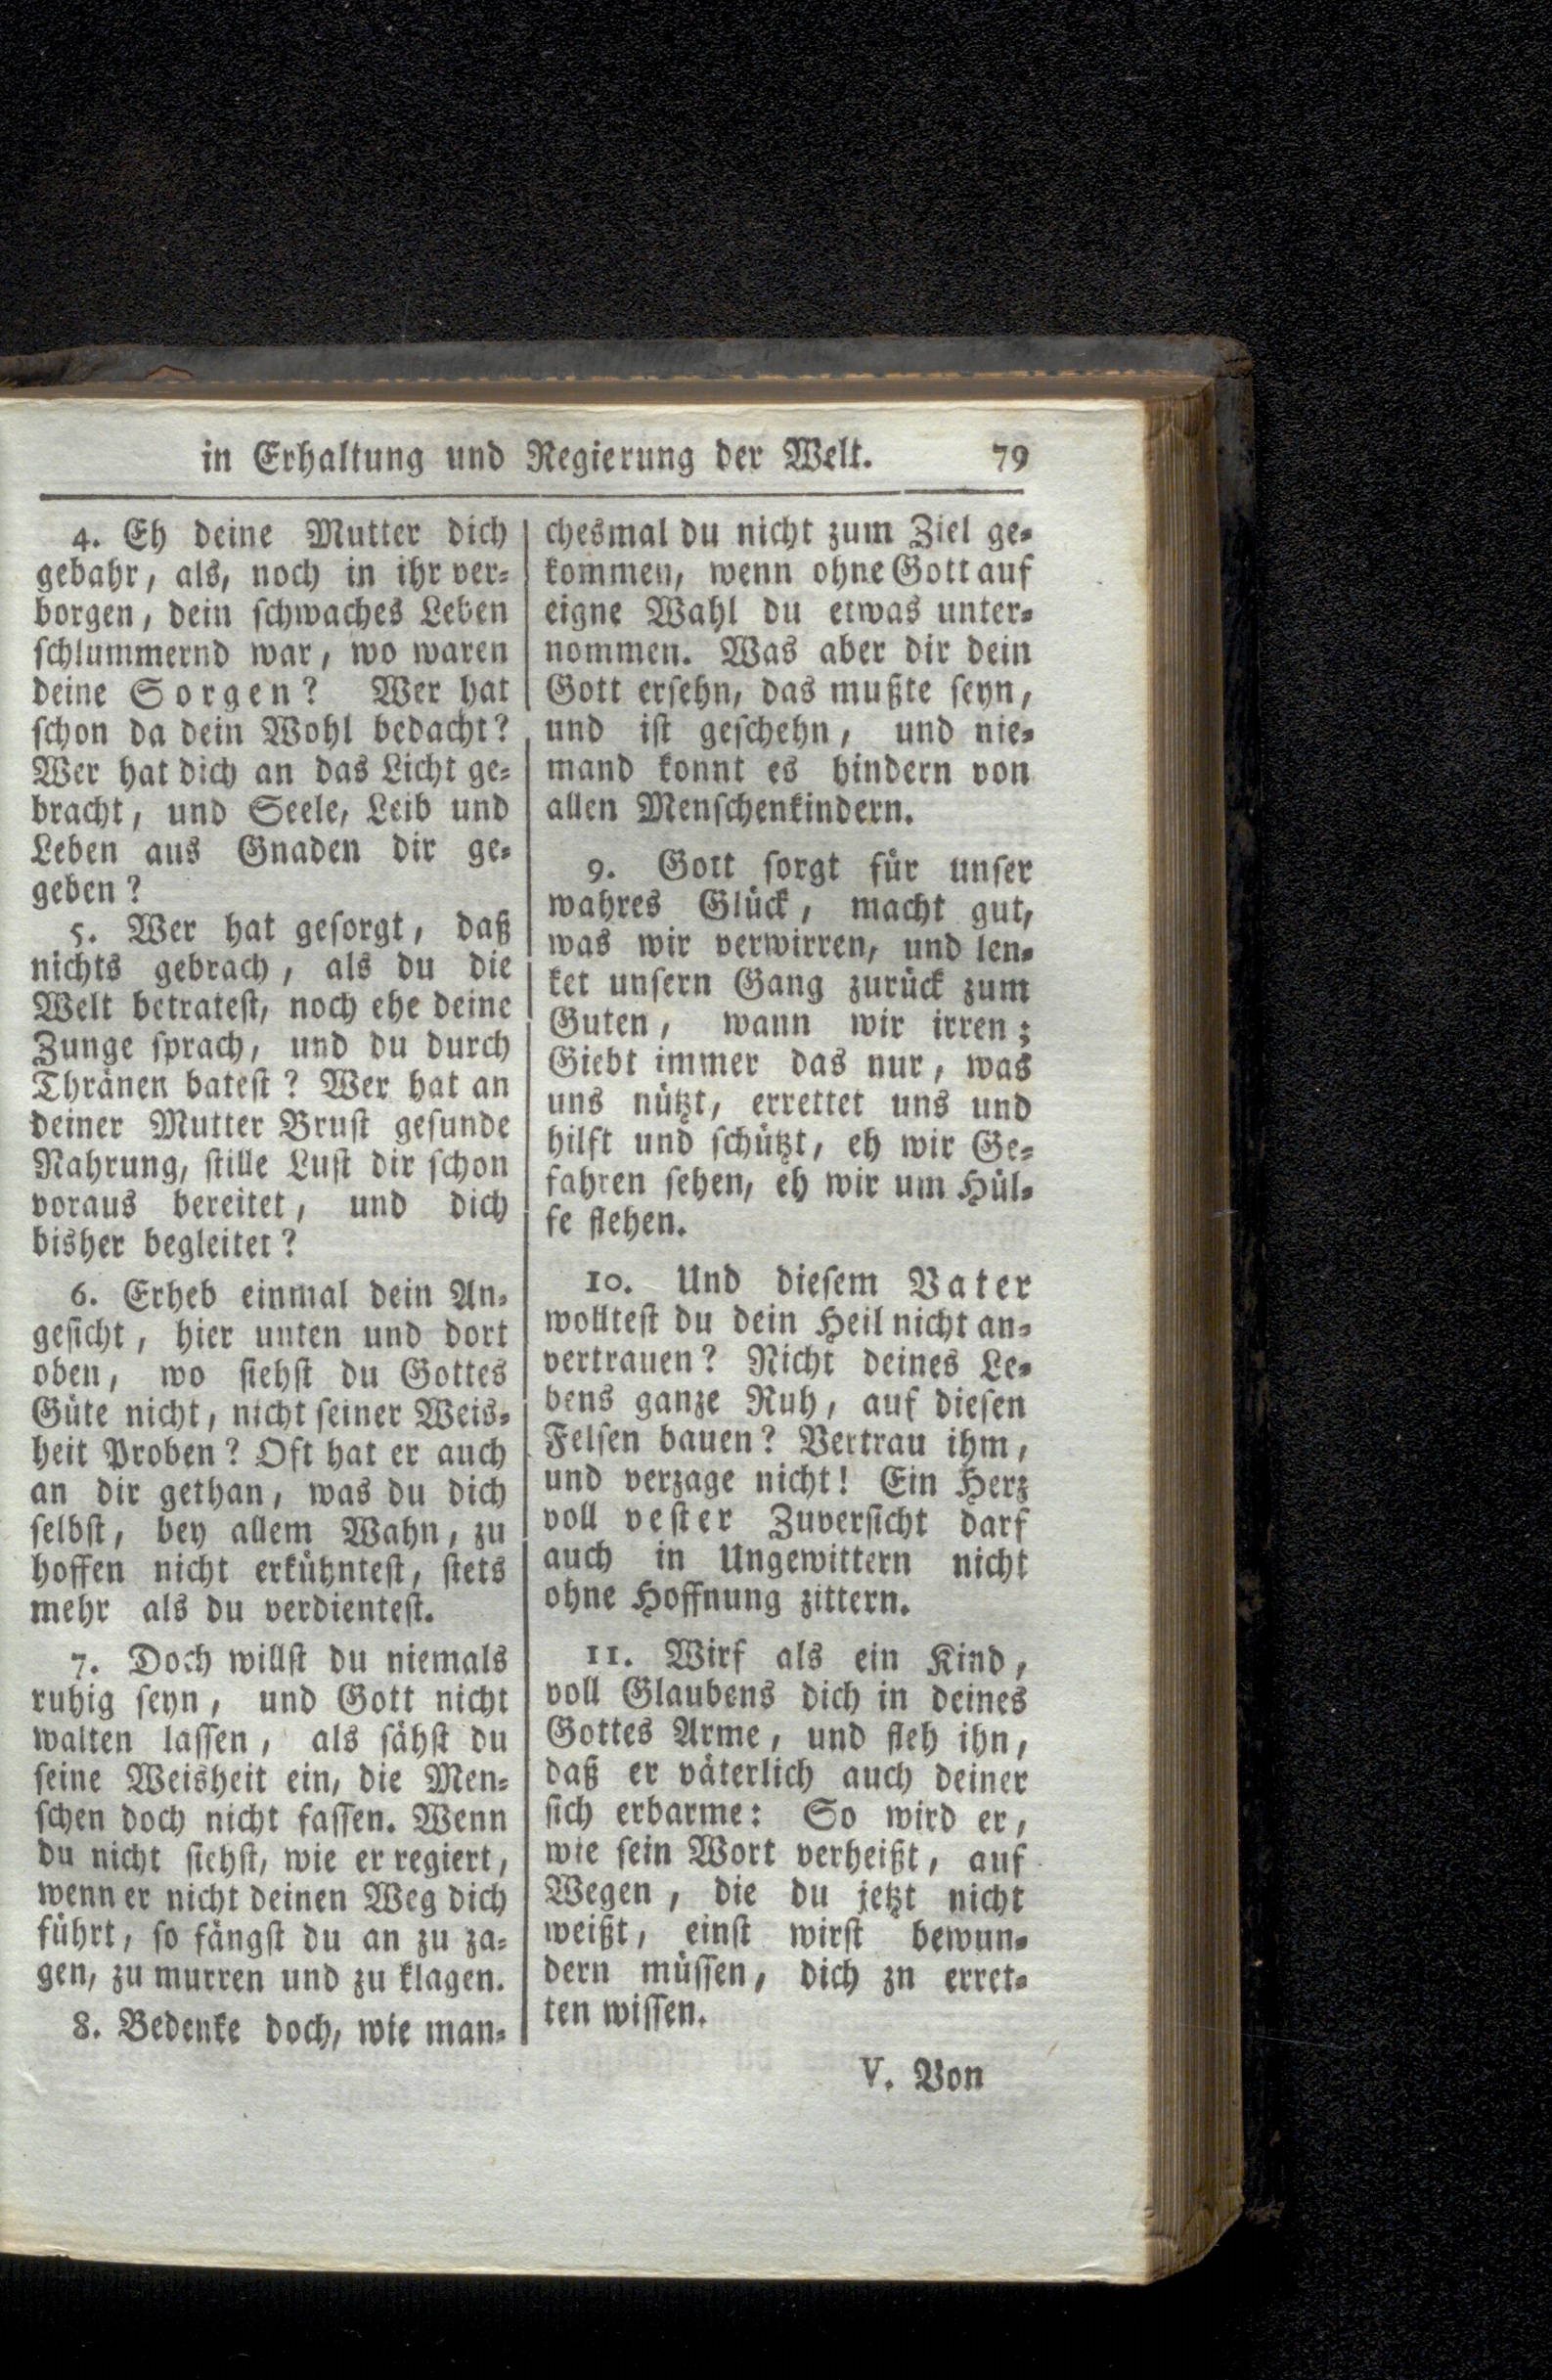 in Erhaltung und Regierung der Welt. 79
4. Eh deine Mutter dich
gebahr, als, noch in ihr ver-
borgen, dein ſchwaches Leben
ſchlummernd war, wo waren
deine Sorgen? Wer hat
ſchon da dein Wohl bedacht?
Wer hat dich an das Licht ge-
bracht, und Seele, Leib und
Leben aus Gnaden dir ge-
geben?
5. Wer hat geſorgt, daß
nichts gebrach, als du die
Welt betrateſt, noch ehe deine
Zunge ſprach, und du durch
Thränen bateſt? Wer hat an
deiner Mutter Bruſt geſunde
Nahrung, ſtille Luſt dir ſchon
voraus bereitet, und dich
bisher begleitet?
6. Erheb einmal dein An-
geſicht, hier unten und dort
oben, wo ſiehſt du Gottes
Güte nicht, nicht ſeiner Weis-
heit Proben? Oft hat er auch
an dir gethan, was du dich
ſelbſt, bey allem Wahn, zu
hoffen nicht erkühnteſt, ſtets
mehr als du verdienteſt.
7. Doch willſt du niemals
ruhig ſeyn, und Gott nicht
walten laſſen, als ſähſt du
ſeine Weisheit ein, die Men-
ſchen doch nicht faſſen. Wenn
du nicht ſiehſt, wie er regiert,
wenn er nicht deinen Weg dich
führt, ſo fängſt du an zu za-
gen, zu murren und zu klagen.
8. Bedenke doch, wie man-
chesmal du nicht zum Ziel ge-
kommen, wenn ohne Gott auf
eigne Wahl du etwas unter-
nommen. Was aber dir dein
Gott erſehn, das mußte ſeyn,
und iſt geſchehn, und nie-
mand konnt es hindern von
allen Menſchenkindern.
9. Gott ſorgt für unſer
wahres Glück, macht gut,
was wir verwirren, und len-
ket unſern Gang zurück zum
Guten, wann wir irren;
Giebt immer das nur, was
uns nützt, errettet uns und
hilft und ſchützt, eh wir Ge-
fahren ſehen, eh wir um Hül-
fe flehen.
10. Und dieſem Vater
wollteſt du dein Heil nicht an-
vertrauen? Nicht deines Le-
bens ganze Ruh, auf dieſen
Felſen bauen? Vertrau ihm,
und verzage nicht! Ein Herz
voll veſter Zuverſicht darf
auch in Ungewittern nicht
ohne Hoffnung zittern.
11. Wirf als ein Kind,
voll Glaubens dich in deines
Gottes Arme, und fleh ihn,
daß er väterlich auch deiner
ſich erbarme: So wird er,
wie ſein Wort verheißt, auf
Wegen, die du jetzt nicht
weißt, einſt wirſt bewun-
dern müſſen, dich zn erret-
ten wiſſen.
V. Von